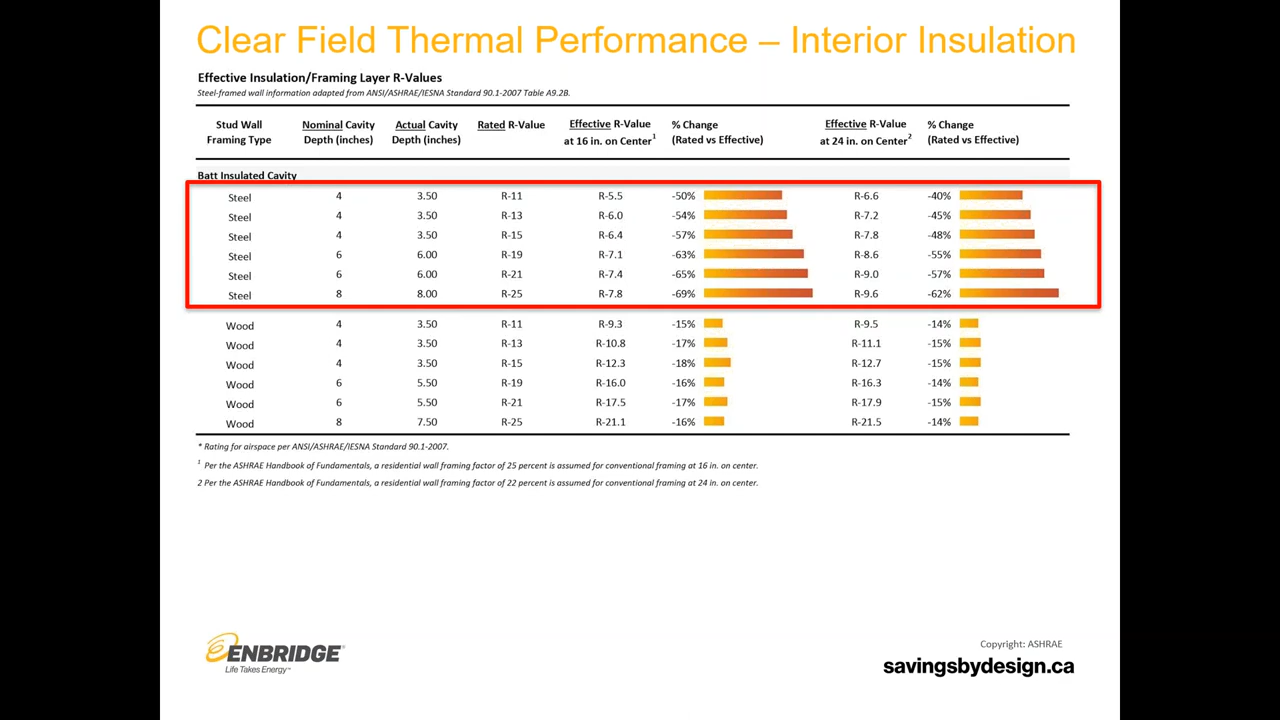 Clear Field Thermal Performance – Interior Insulation
Effective Insulation/Framing Layer R-Values
Steel-framed wall information adapted from ANSI/ASHRAE/IESNA Standard 90.1-2007 Table A9.2B.
Stud Wall Nominal Cavity Actual Cavity Rated R-Value Effective R-Value % Change Effective R-Value % Change
Framing Type Depth (inches) Depth (inches) at 16 in. on Center1 (Rated vs Effective) at 24 in. on Center2 (Rated vs Effective)
Batt Insulated Cavity
Steel 4 3.50 R-11 R-5.5 -50% R-6.6 -40%
Steel 4 3.50 R-13 R-6.0 -54% R-7.2 -45%
Steel 4 3.50 R-15 R-6.4 -57% R-7.8 -48%
Steel 6 6.00 R-19 R-7.1 -63% R-8.6 -55%
Steel 6 6.00 R-21 R-7.4 -65% R-9.0 -57%
Steel 8 8.00 R-25 R-7.8 -69% R-9.6 -62%
Wood 4 3.50 R-11 R-9.3 -15% R-9.5 -14%
Wood 4 3.50 R-13 R-10.8 -17% R-11.1 -15%
Wood 4 3.50 R-15 R-12.3 -18% R-12.7 -15%
Wood 6 5.50 R-19 R-16.0 -16% R-16.3 -14%
Wood 6 5.50 R-21 R-17.5 -17% R-17.9 -15%
Wood 8 7.50 R-25 R-21.1 -16% R-21.5 -14%
* Rating for airspace per ANSI/ASHRAE/IESNA Standard 90.1-2007.
1 Per the ASHRAE Handbook of Fundamentals, a residential wall framing factor of 25 percent is assumed for conventional framing at 16 in. on center.
2 Per the ASHRAE Handbook of Fundamentals, a residential wall framing factor of 22 percent is assumed for conventional framing at 24 in. on center.
ENBRIDGE
Life Takes Energy™
Copyright: ASHRAE
savingsbydesign.ca